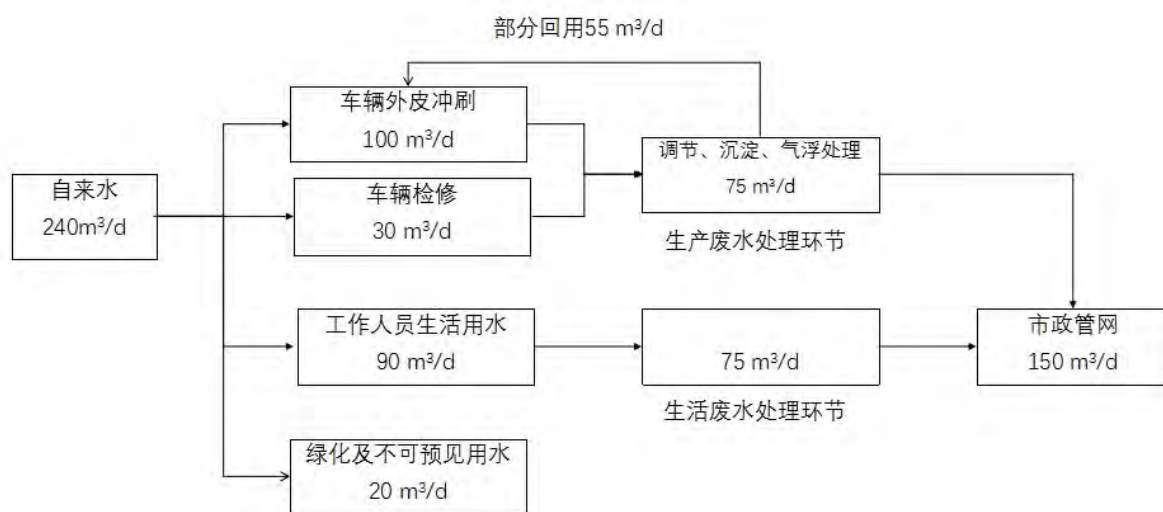 部分回用55 m³/d
车辆外皮冲刷
100 m³/d
调节、沉淀、气浮处理
75 m³/d
自来水
240m³/d
车辆检修
30 m³/d
生产废水处理环节
工作人员生活用水
90 m³/d
75 m³/d
市政管网
150 m³/d
生活废水处理环节
绿化及不可预见用水
20 m³/d